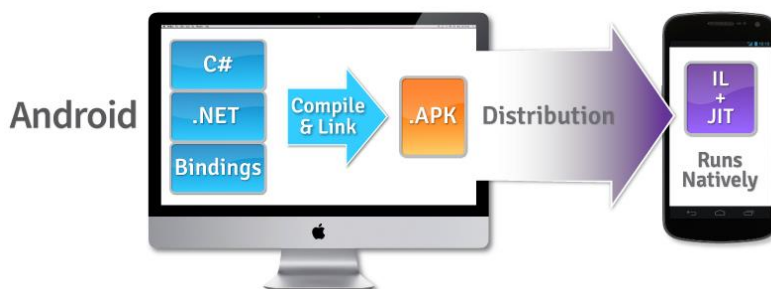 Android
C#
.NET
Bindings
Compile
& Link
.APK
Distribution
IL
+
JIT
Runs
Natively